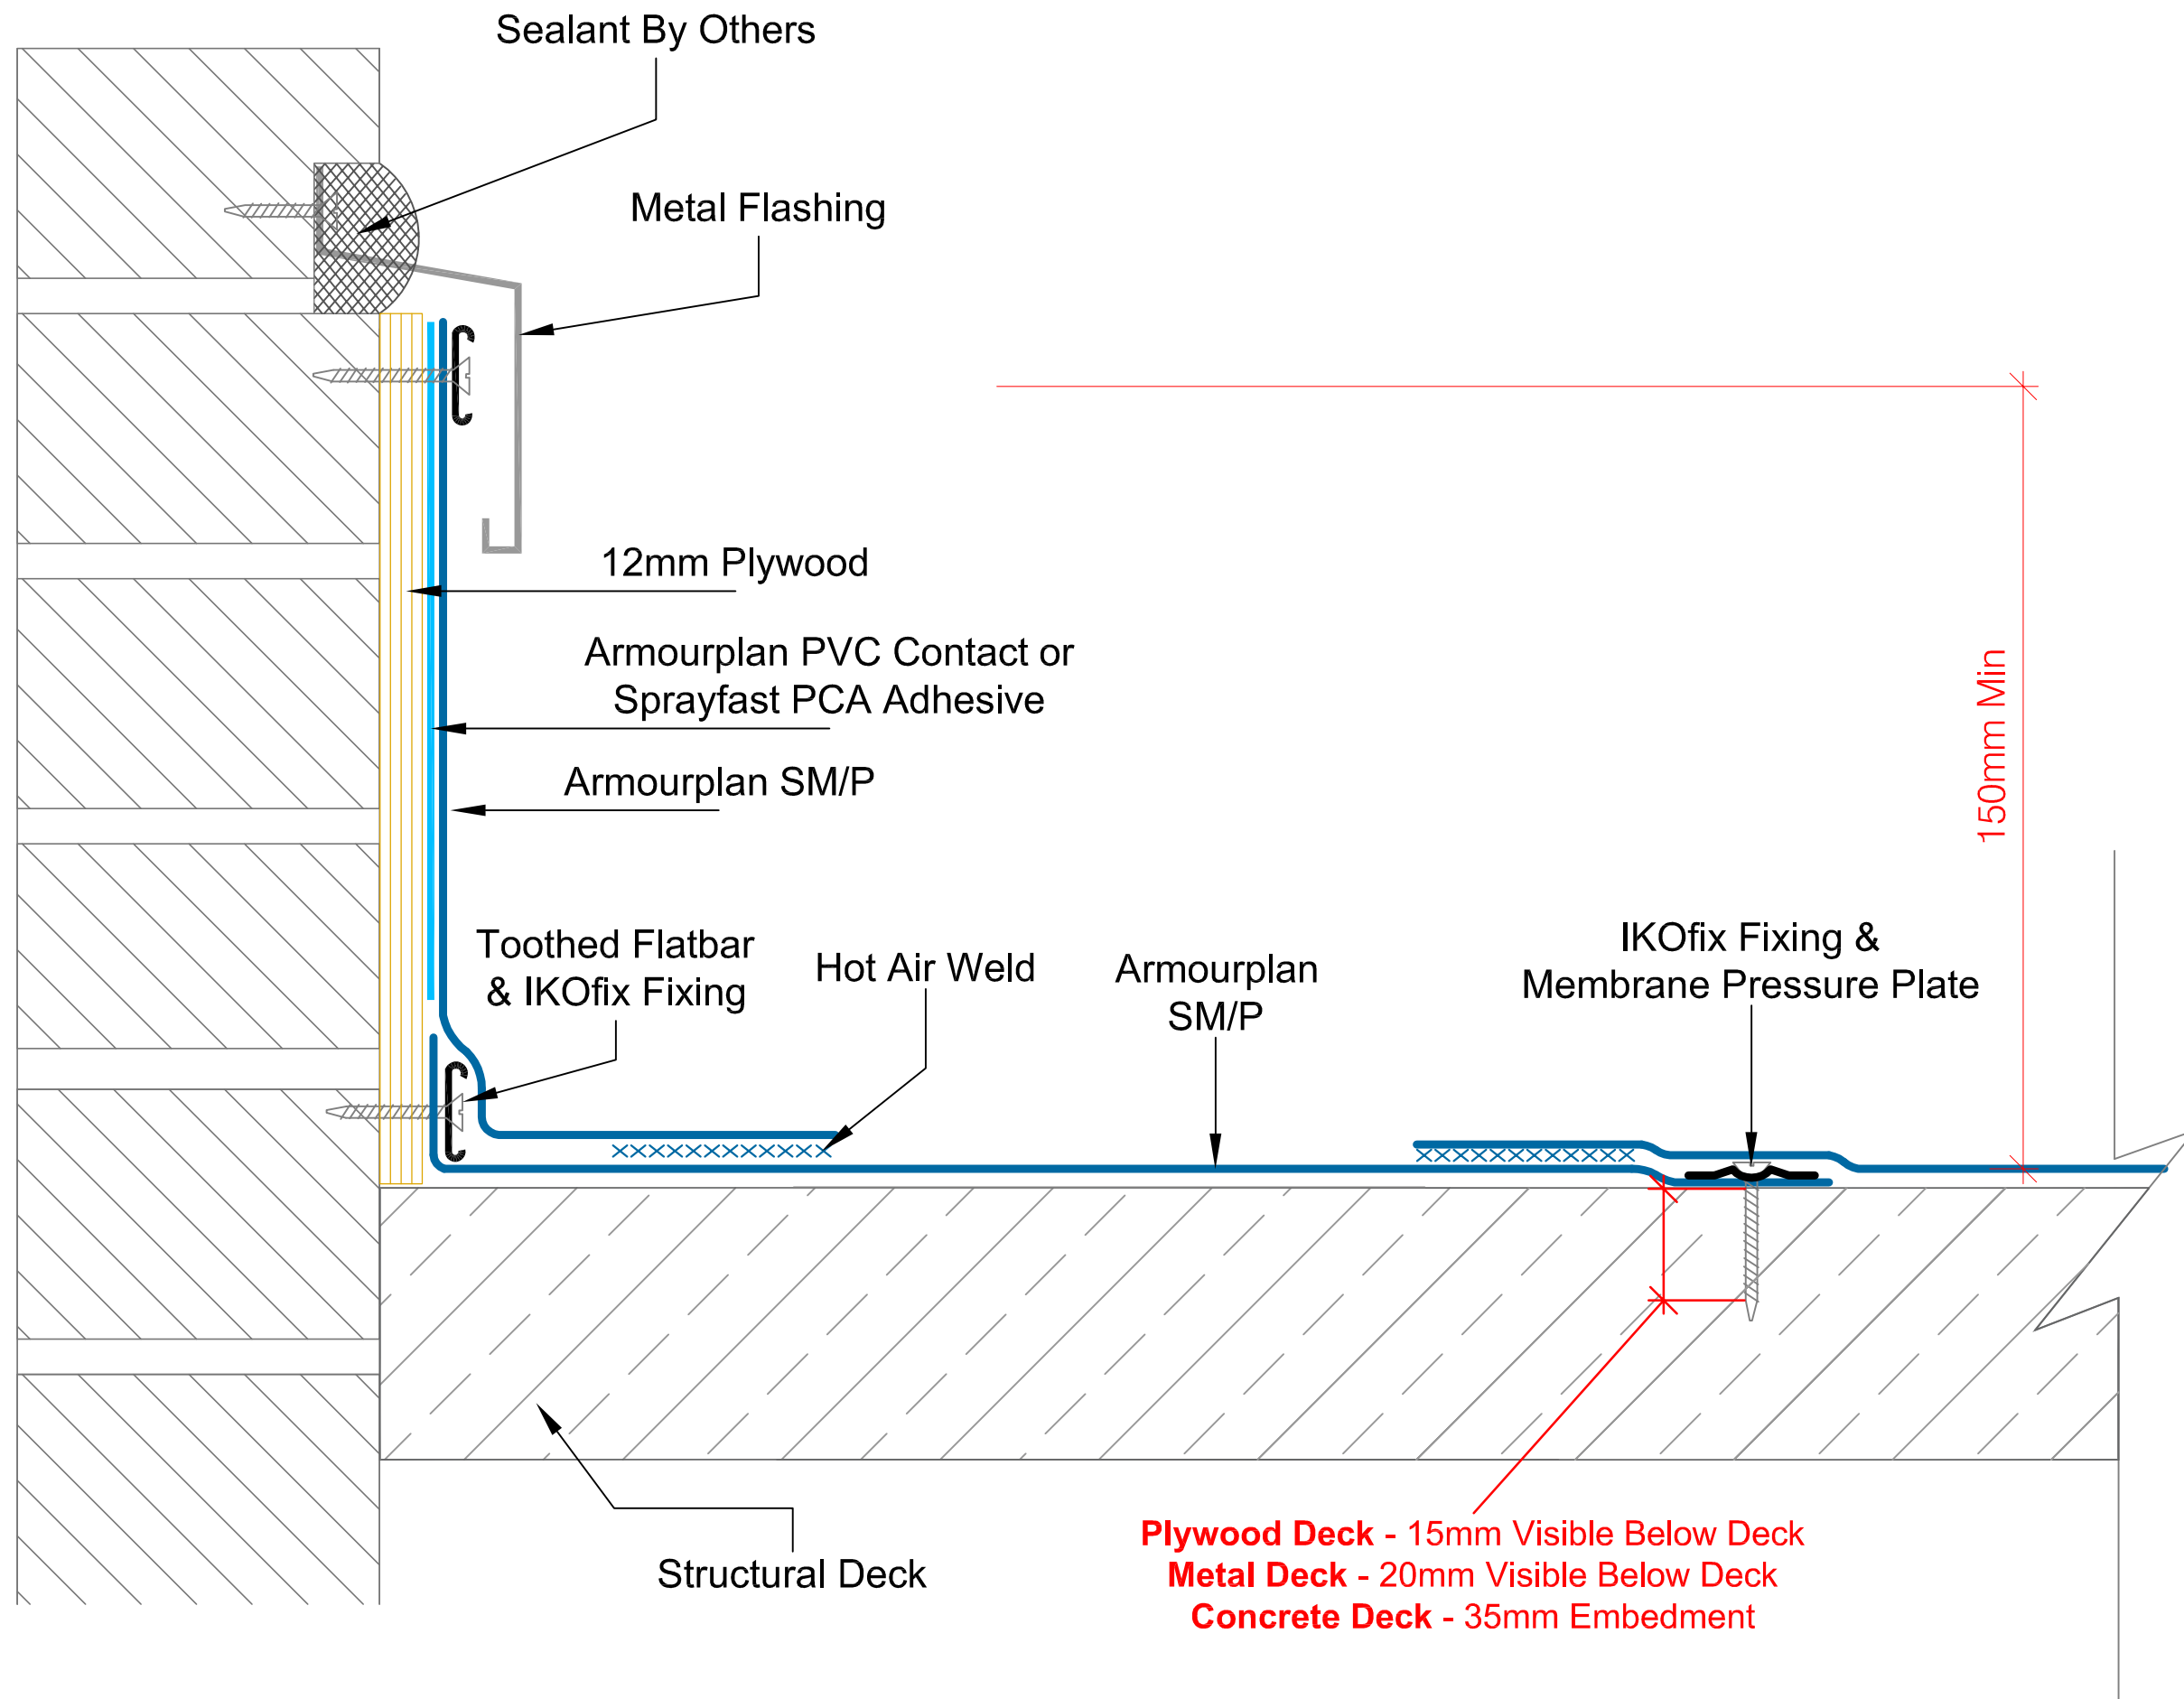 Sealant By Others
Metal Flashing
12mm Plywood
Armourplan PVC Contact or
Sprayfast PCA Adhesive
Armourplan SM/P
150mm Min
Toothed Flatbar
& IKOfix Fixing
Hot Air Weld
Armourplan
SM/P
IKOfix Fixing &
Membrane Pressure Plate
Structural Deck
Plywood Deck - 15mm Visible Below Deck
Metal Deck - 20mm Visible Below Deck
Concrete Deck - 35mm Embedment